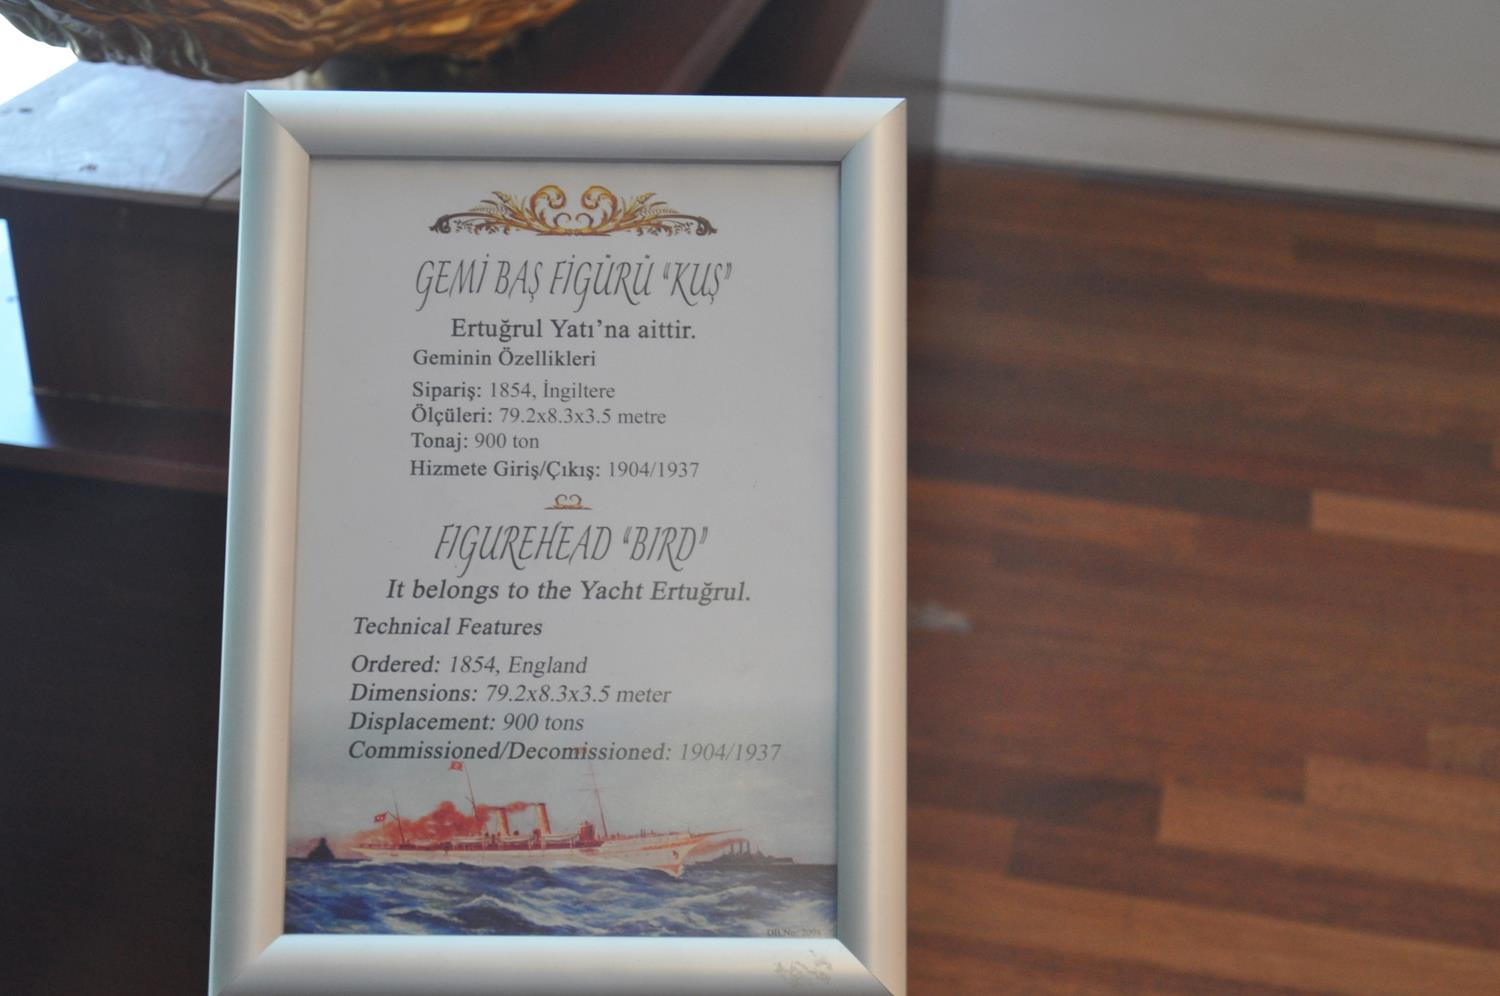 GEMİ BAŞ FİGÜRÜ “KUŞ”
Ertuğrul Yatı’na aittir.
Geminin Özellikleri
Sipariş: 1854, İngiltere
Ölçüleri: 79.2x8.3x3.5 metre
Tonaj: 900 ton
Hizmete Giriş/Çıkış: 1904/1937
FIGUREHEAD “BIRD”
It belongs to the Yacht Ertuğrul.
Technical Features
Ordered: 1854, England
Dimensions: 79.2x8.3x3.5 meter
Displacement: 900 tons
Commissioned/Decomissioned: 1904/1937